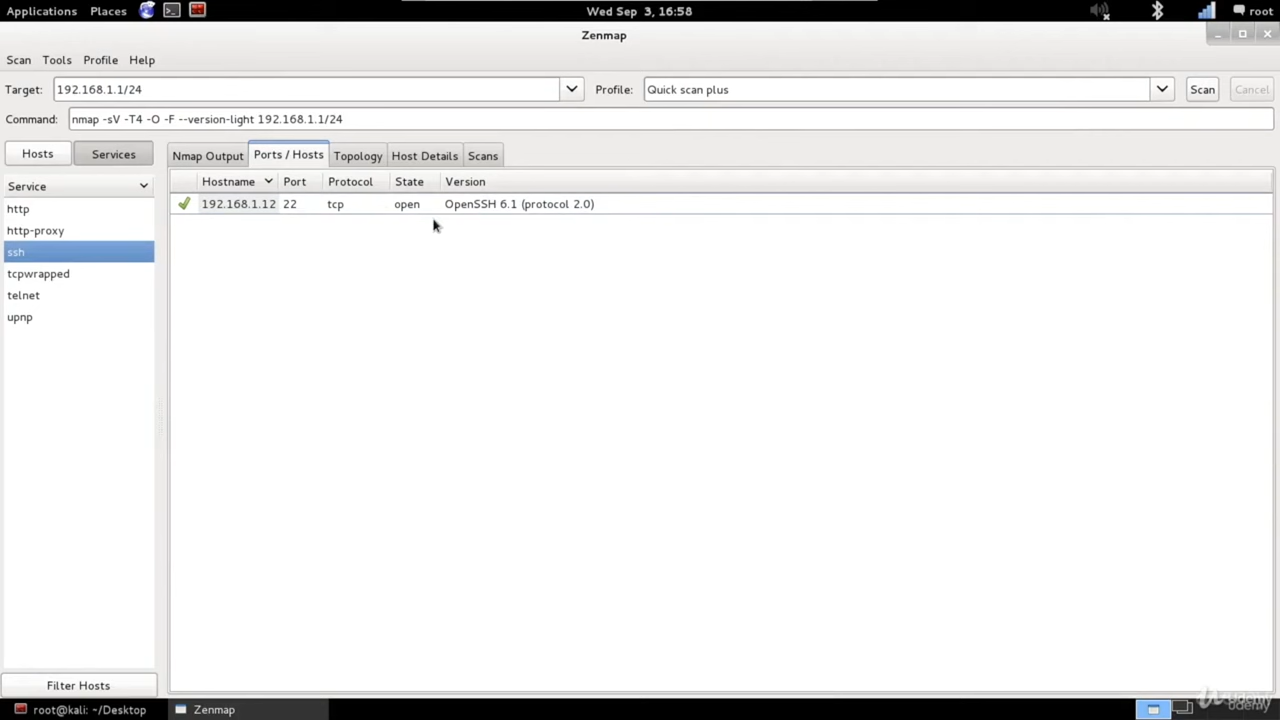 Applications Places Wed Sep 3, 16:58 root
Zenmap
Scan Tools Profile Help
Target: 192.168.1.1/24 Profile: Quick scan plus Scan Cancel
Command: nmap -sV -T4 -O -F --version-light 192.168.1.1/24
Hosts Services Nmap Output Ports / Hosts Topology Host Details Scans
Service Hostname Port Protocol State Version
192.168.1.12 22 tcp open OpenSSH 6.1 (protocol 2.0)
http
http-proxy
ssh
tcpwrapped
telnet
upnp
Filter Hosts
root@kali: ~/Desktop Zenmap
Udemy